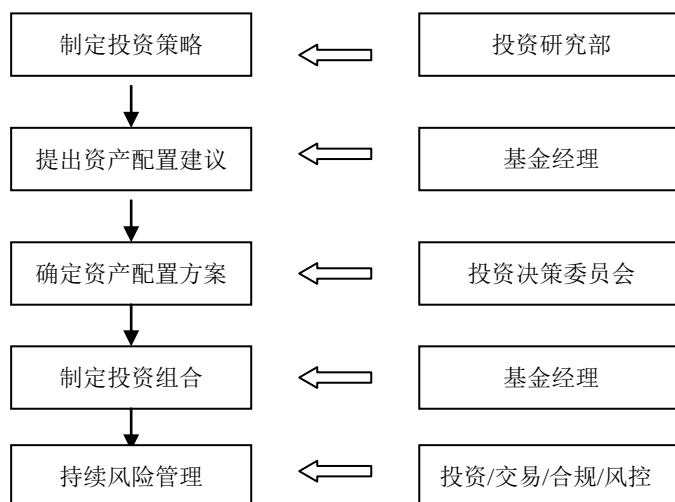 制定投资策略
投资研究部
提出资产配置建议
基金经理
确定资产配置方案
投资决策委员会
制定投资组合
基金经理
持续风险管理
投资/交易/合规/风控